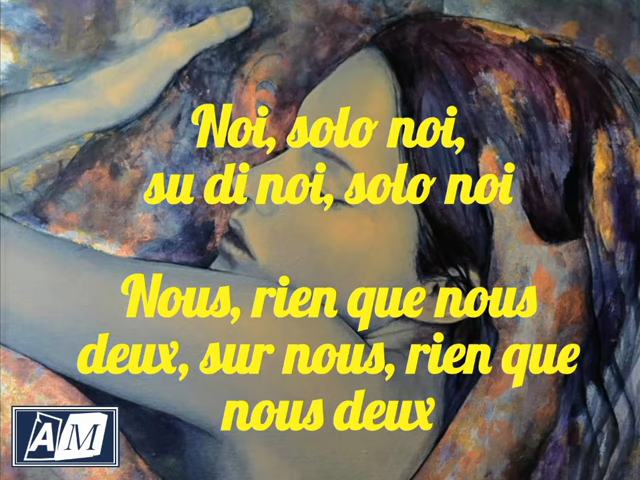 Noi, solo noi,
su di noi, solo noi
Nous, rien que nous
deux, sur nous, rien que
nous deux
AM